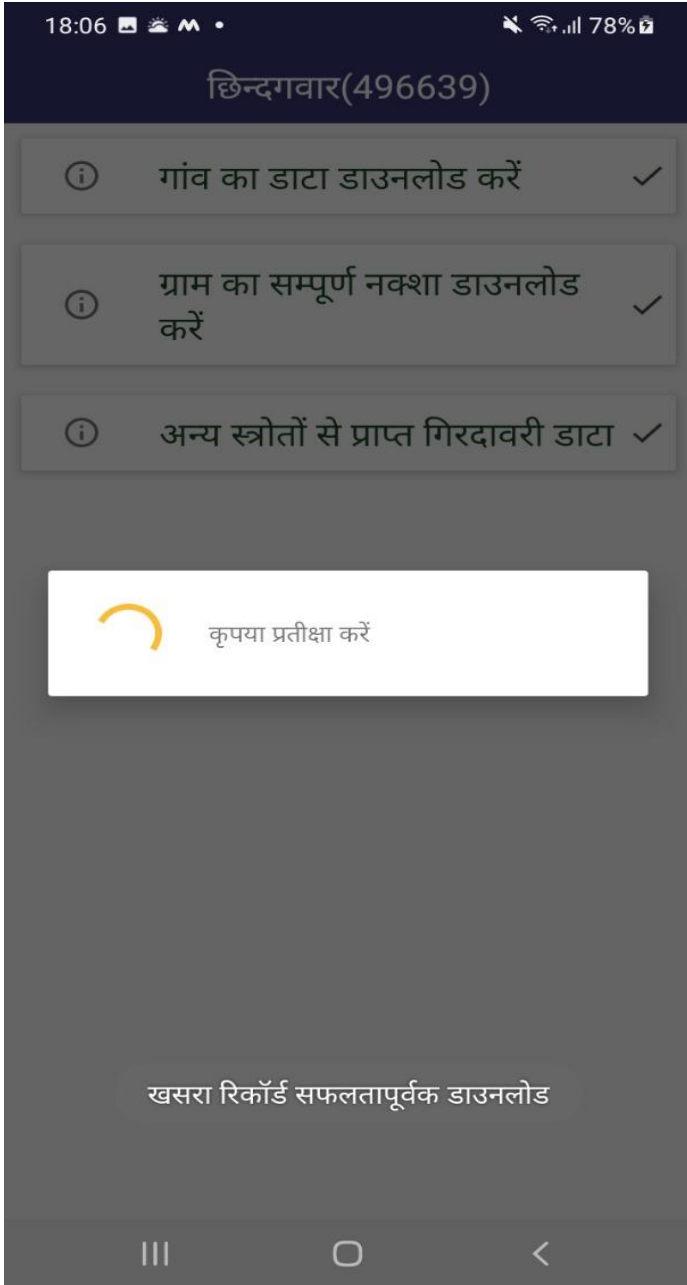 18:06 78%
छिन्दगवार(496639)
गांव का डाटा डाउनलोड करें
ग्राम का सम्पूर्ण नक्शा डाउनलोड
करें
अन्य स्त्रोतों से प्राप्त गिरदावरी डाटा
कृपया प्रतीक्षा करें
खसरा रिकॉर्ड सफलतापूर्वक डाउनलोड